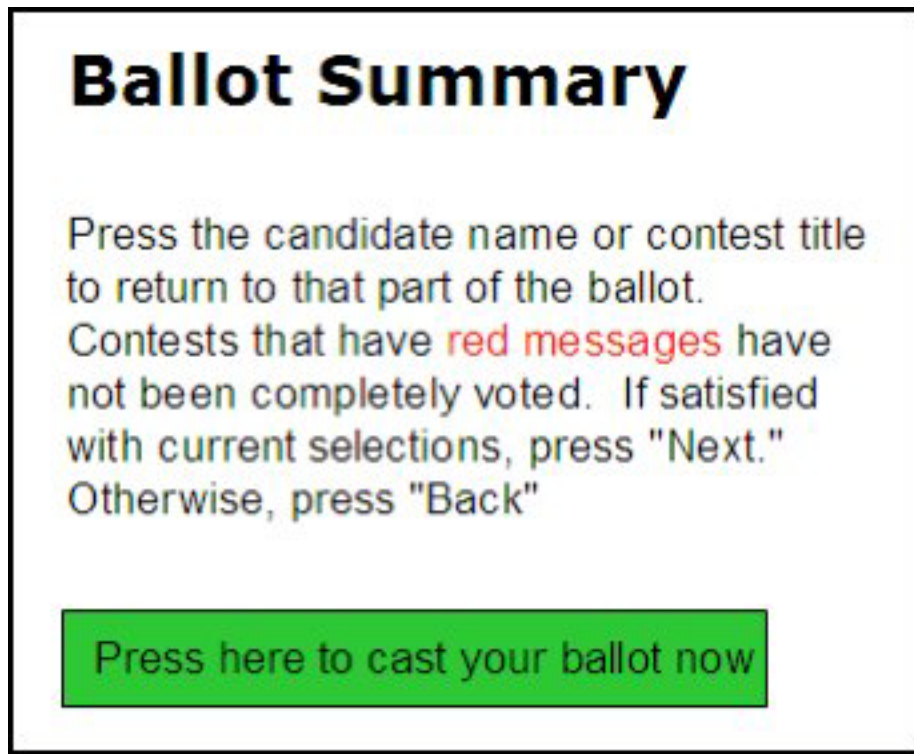 Ballot Summary
Press the candidate name or contest title
to return to that part of the ballot.
Contests that have red messages have
not been completely voted.  If satisfied
with current selections, press "Next."
Otherwise, press "Back"
Press here to cast your ballot now